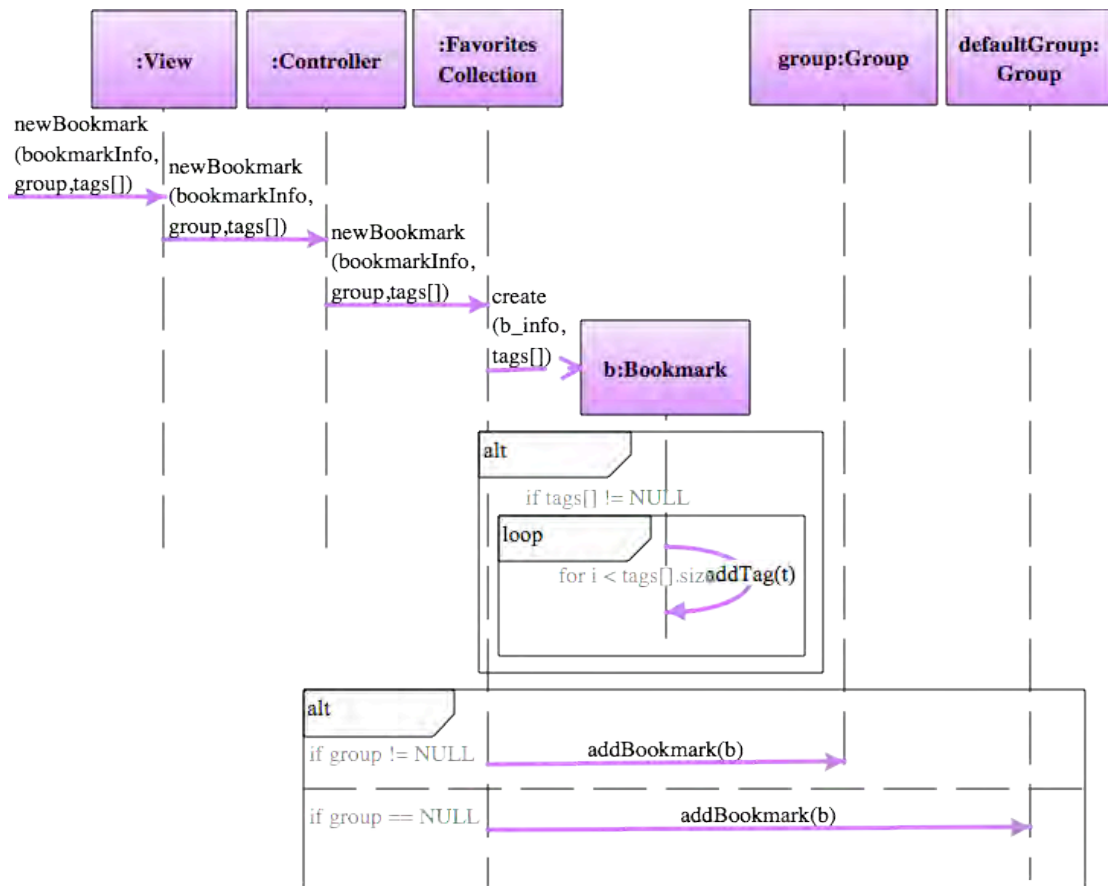 :View
:Controller
:Favorites
Collection
group:Group
defaultGroup:
Group
newBookmark
(bookmarkInfo,
group,tags[])
newBookmark
(bookmarkInfo,
group,tags[])
newBookmark
(bookmarkInfo,
group,tags[])
create
(b_info,
tags[])
b:Bookmark
alt
if tags[] != NULL
loop
for i < tags[].size
addTag(t)
alt
if group != NULL
addBookmark(b)
if group == NULL
addBookmark(b)